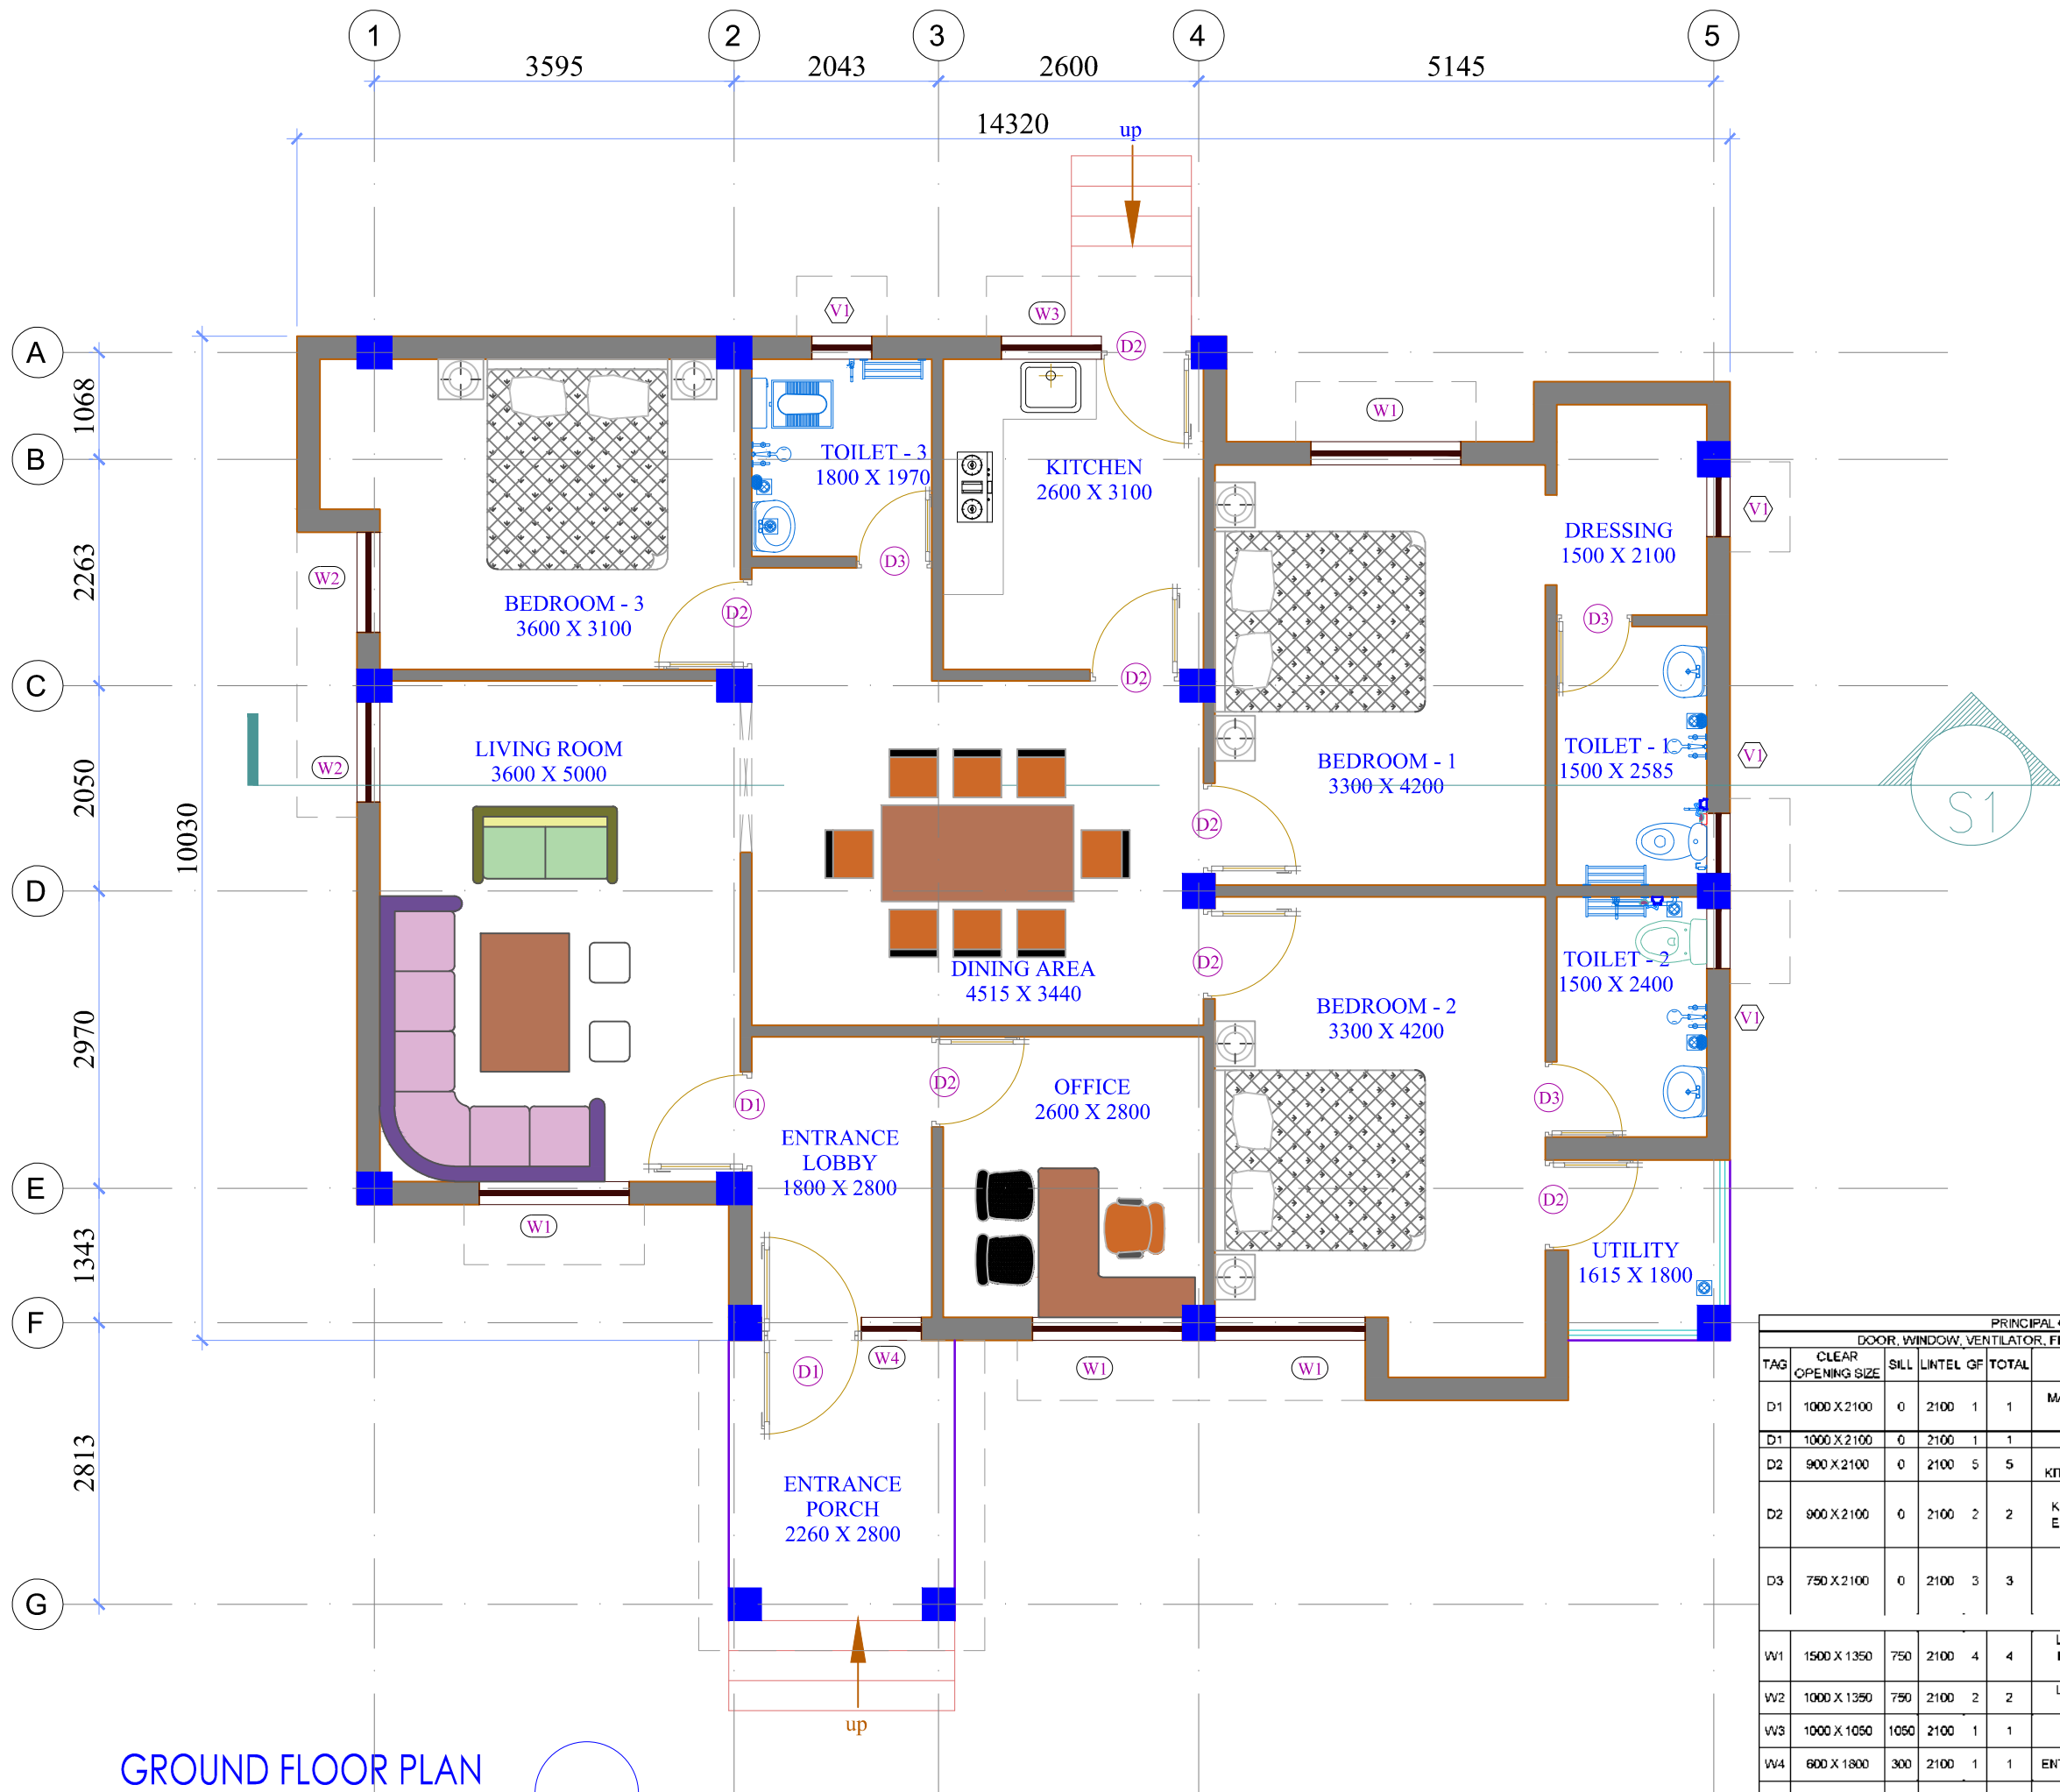 1 2 3 4 5
3595 2043 2600 5145
14320
up
V1 W3
A
D2
1068
W1
B
TOILET - 3
1800 X 1970
KITCHEN
2600 X 3100
V1
DRESSING
1500 X 2100
2263
D3
W2
BEDROOM - 3
3600 X 3100
D2
D3
C
D2
LIVING ROOM
3600 X 5000
TOILET - 1
1500 X 2585
V1
W2
BEDROOM - 1
3300 X 4200
2050
10030
S1
D2
D
DINING AREA
4515 X 3440
D2
TOILET - 2
1500 X 2400
BEDROOM - 2
3300 X 4200
V1
2970
D2
OFFICE
2600 X 2800
D1
D3
ENTRANCE
LOBBY
1800 X 2800
E
D2
W1
1343
UTILITY
1615 X 1800
F
W4
D1
W1 W1
2813
ENTRANCE
PORCH
2260 X 2800
G
up
GROUND FLOOR PLAN
PRINCIPAL
DOOR, WINDOW, VENTILATOR,
TAG CLEAR OPENING SIZE SILL LINTEL GF TOTAL
D1 1000 X 2100 0 2100 1 1
D1 1000 X 2100 0 2100 1 1
D2 900 X 2100 0 2100 5 5
D2 900 X 2100 0 2100 2 2
D3 750 X 2100 0 2100 3 3
W1 1500 X 1350 750 2100 4 4
W2 1000 X 1350 750 2100 2 2
W3 1000 X 1050 1050 2100 1 1
W4 600 X 1800 300 2100 1 1